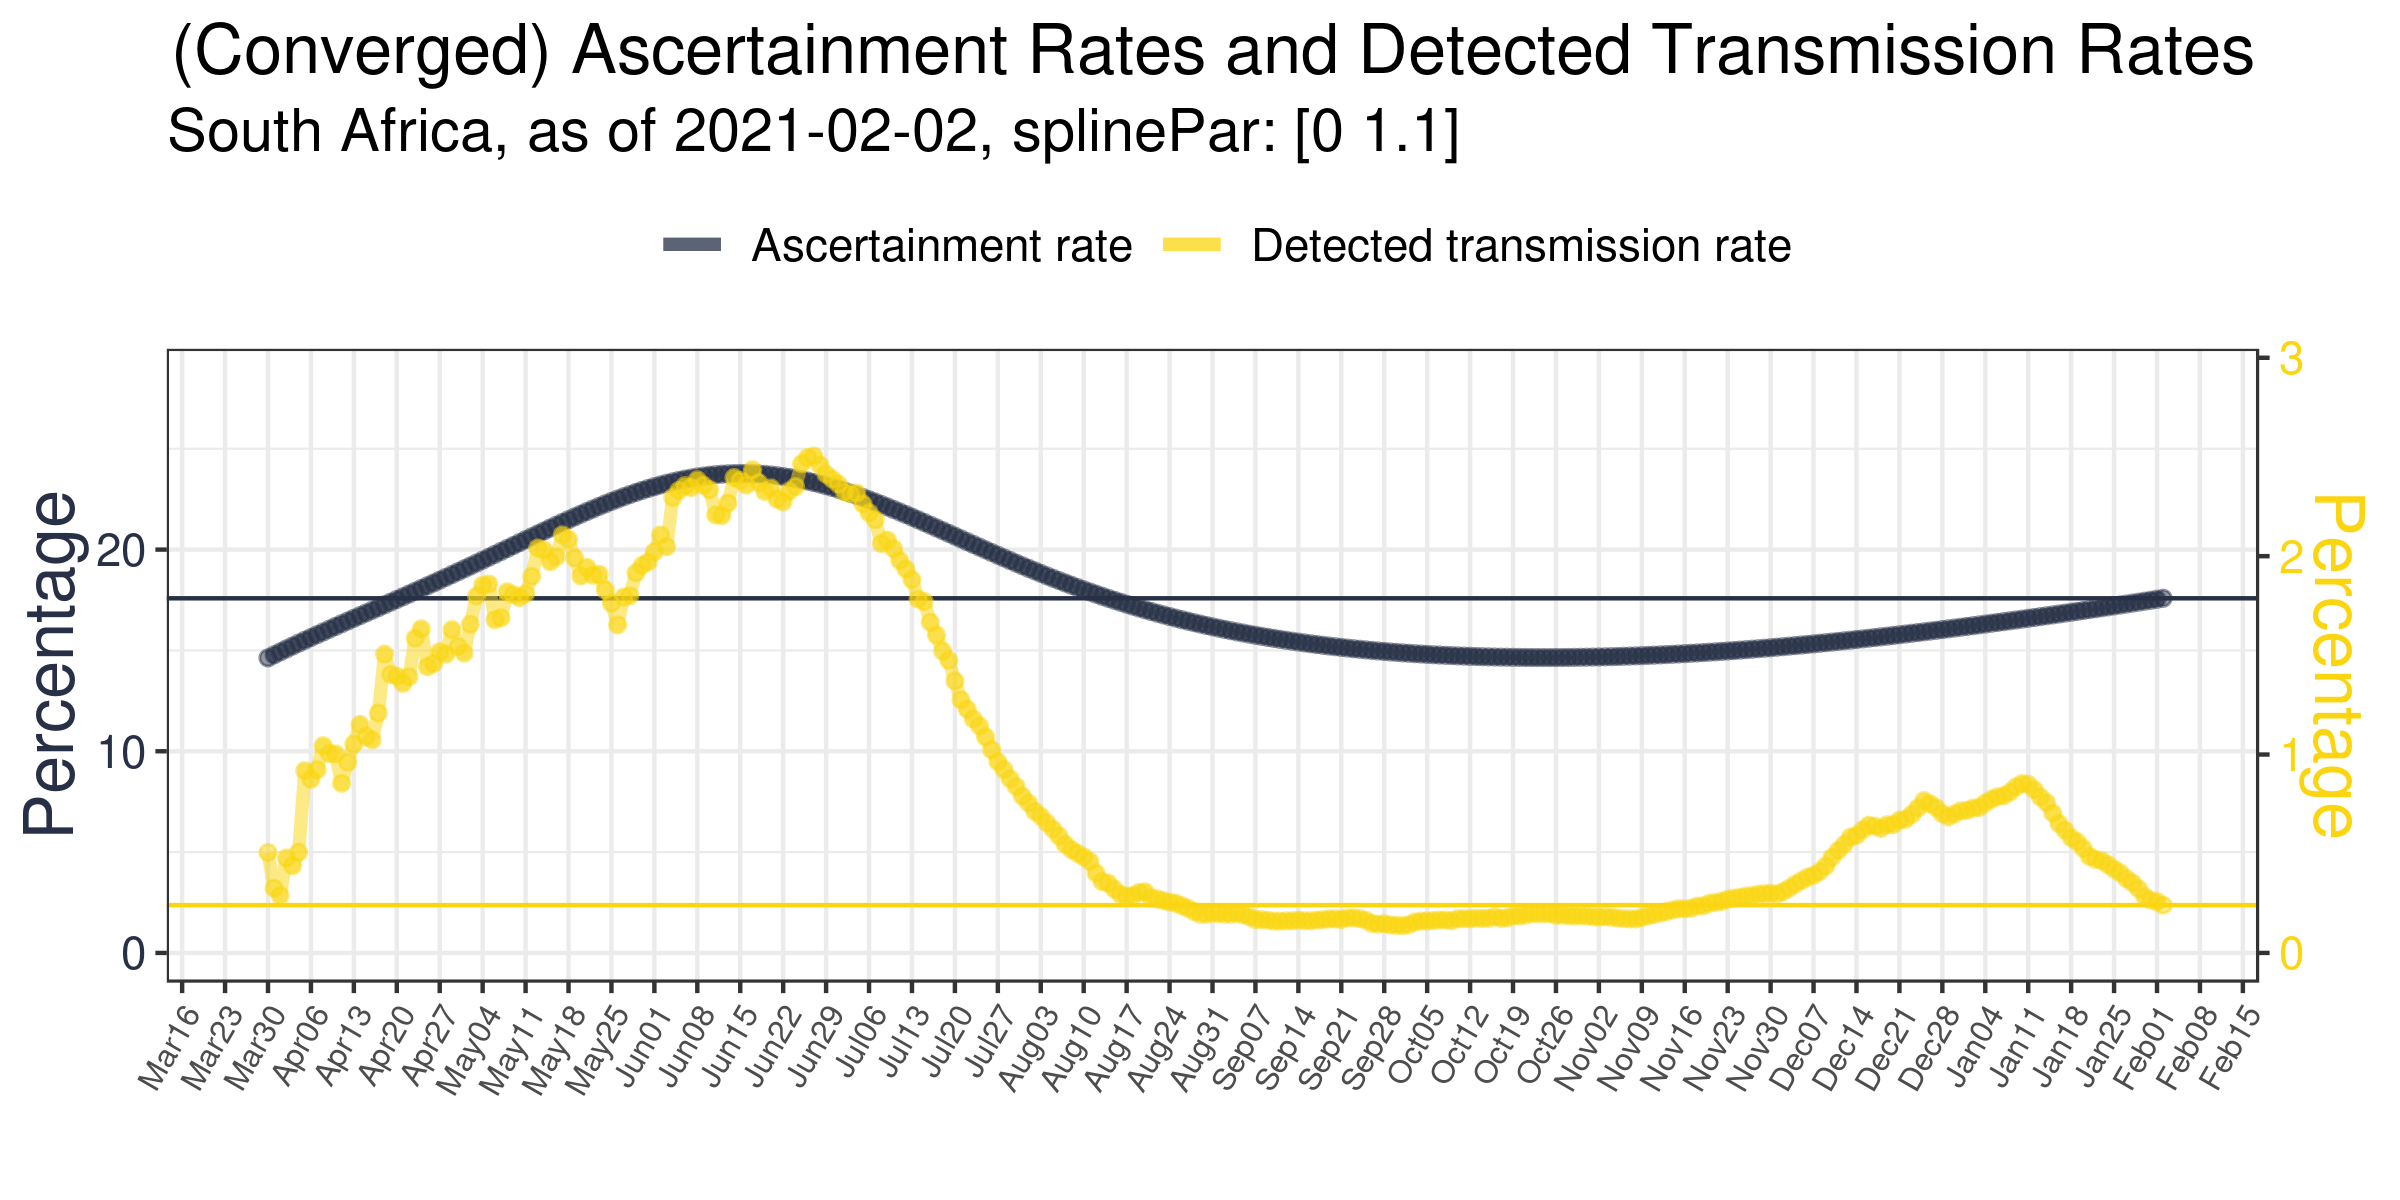 (Converged) Ascertainment Rates and Detected Transmission Rates
South Africa, as of 2021-02-02, splinePar: [0 1.1]
Ascertainment rate
Detected transmission rate
Percentage
20
10
0
3
2
1
0
Percentage
Mar16
Mar23
Mar30
Apr06
Apr13
Apr20
Apr27
May04
May11
May18
May25
Jun01
Jun08
Jun15
Jun22
Jun29
Jul06
Jul13
Jul20
Jul27
Aug03
Aug10
Aug17
Aug24
Aug31
Sep07
Sep14
Sep21
Sep28
Oct05
Oct12
Oct19
Oct26
Nov02
Nov09
Nov16
Nov23
Nov30
Dec07
Dec14
Dec21
Dec28
Jan04
Jan11
Jan18
Jan25
Feb01
Feb08
Feb15